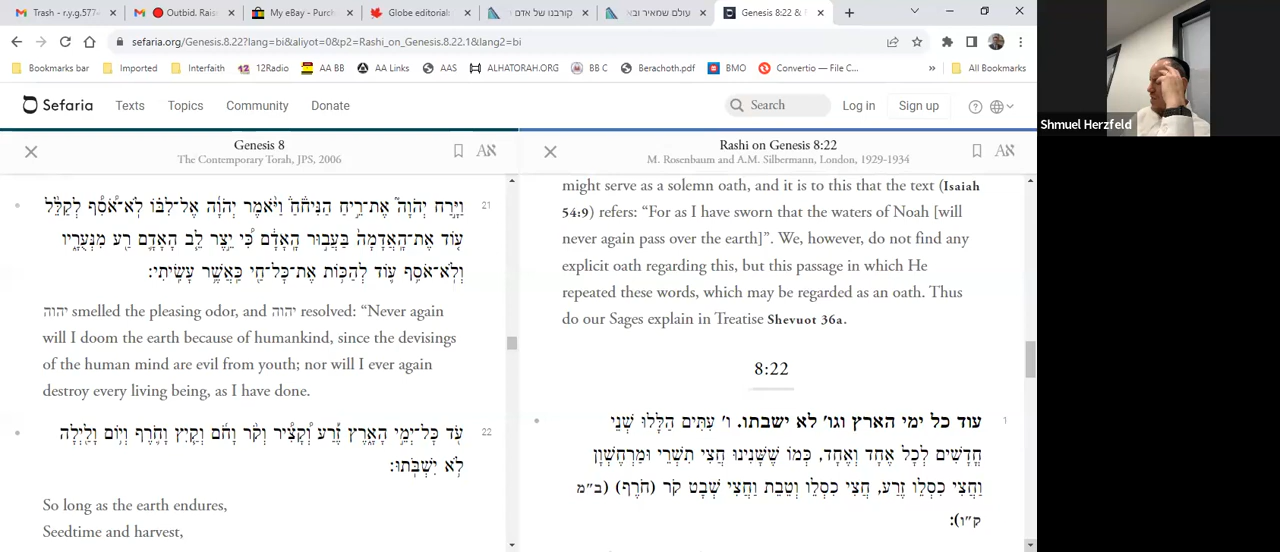 Trash - r.y.g.577
Outbid. Rais
My eBay - Purch
Globe editorial
קורבנו של אדם ר
עולם שמאיר ובא
Genesis 8:22 & R
sefaria.org/Genesis.8.22?lang=bi&aliyot=0&p2=Rashi_on_Genesis.8.22.1&lang2=bi
Bookmarks bar Imported Interfaith 12Radio AA BB AA Links AAS ALHATORAH.ORG BB C Berachoth.pdf BMO Convertio — File C... » All Bookmarks
Sefaria Texts Topics Community Donate Search Log in Sign up
Genesis 8
The Contemporary Torah, JPS, 2006
21
וַיָּ֣רַח יְהֹוָה֮ אֶת־רֵ֣יחַ הַנִּיחֹ֒חַ֒ וַיֹּ֨אמֶר יְהֹוָ֜ה אֶל־לִבּ֗וֹ לֹֽא־אֹ֠סִ֠ף לְקַלֵּ֨ל
ע֤וֹד אֶת־הָֽאֲדָמָה֙ בַּעֲב֣וּר הָֽאָדָ֔ם כִּ֠י יֵ֣צֶר לֵ֧ב הָאָדָ֛ם רַ֖ע מִנְּעֻרָ֑יו
וְלֹֽא־אֹסִ֥ף ע֛וֹד לְהַכּ֥וֹת אֶת־כׇּל־חַ֖י כַּֽאֲשֶׁ֥ר עָשִֽׂיתִי׃
יהוה smelled the pleasing odor, and יהוה resolved: “Never again
will I doom the earth because of humankind, since the devisings
of the human mind are evil from youth; nor will I ever again
destroy every living being, as I have done.
22
עֹ֖ד כׇּל־יְמֵ֣י הָאָ֑רֶץ זֶ֡רַע וְ֠קָצִ֠יר וְקֹ֨ר וָחֹ֜ם וְקַ֧יִץ וָחֹ֛רֶף וְי֥וֹם וָלַ֖יְלָה
לֹ֥א יִשְׁבֹּֽתוּ׃
So long as the earth endures,
Seedtime and harvest,
Rashi on Genesis 8:22
M. Rosenbaum and A.M. Silbermann, London, 1929-1934
might serve as a solemn oath, and it is to this that the text (Isaiah
54:9) refers: “For as I have sworn that the waters of Noah [will
never again pass over the earth]”. We, however, do not find any
explicit oath regarding this, but this passage in which He
repeated these words, which may be regarded as an oath. Thus
do our Sages explain in Treatise Shevuot 36a.
8:22
עוד כל ימי הארץ וגו' לא ישבתו. ו' עִתִּים הַלָּלוּ שְׁנֵי
חֳדָשִׁים לְכָל אֶחָד וְאֶחָד, כְּמוֹ שֶׁשָּׁנִינוּ חֲצִי תִשְׁרֵי וּמַרְחֶשְׁוָן
וַחֲצִי כִסְלֵו זֶרַע, חֲצִי כִסְלֵו וְטֵבֵת וַחֲצִי שְׁבָט קֹר (חֹרֶף) (ב"מ
ק"ו):
Shmuel Herzfeld